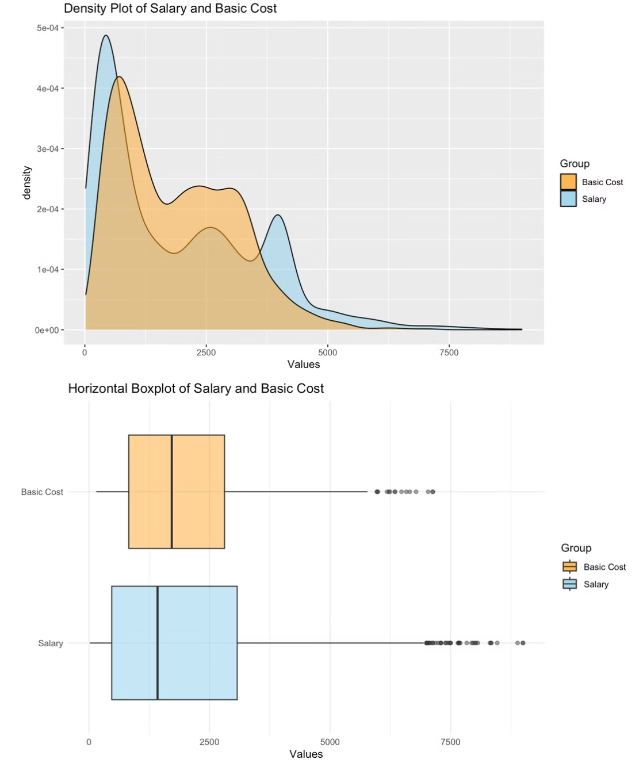 Density Plot of Salary and Basic Cost
5e-04
4e-04
3e-04
2e-04
1e-04
0e+00
density
0 2500 5000 7500
Values
Group
Basic Cost
Salary
Horizontal Boxplot of Salary and Basic Cost
Basic Cost
Salary
0 2500 5000 7500
Values
Group
Basic Cost
Salary